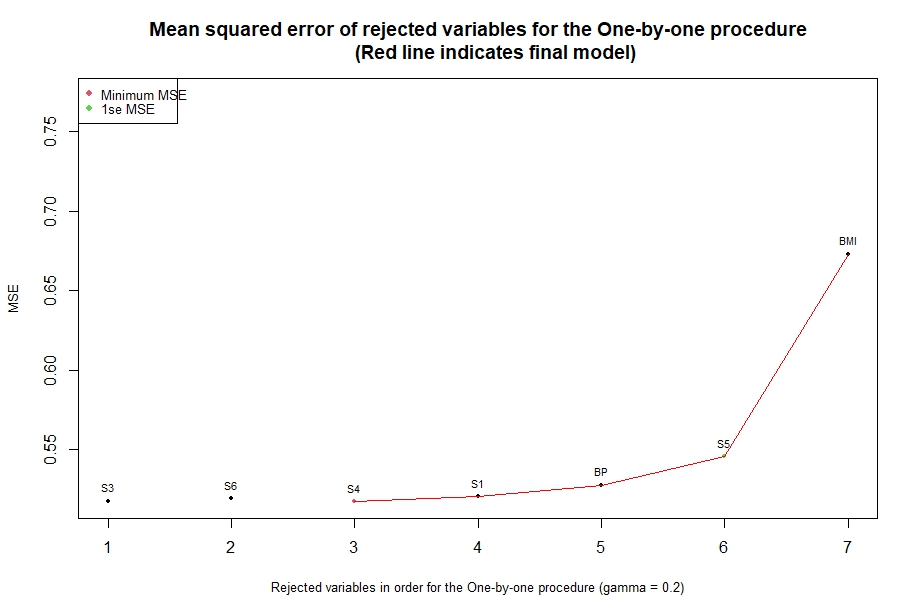 Mean squared error of rejected variables for the One-by-one procedure
(Red line indicates final model)
Minimum MSE
1se MSE
MSE
0.75
0.70
0.65
0.60
0.55
BMI
S5
BP
S1
S4
S6
S3
1 2 3 4 5 6 7
Rejected variables in order for the One-by-one procedure (gamma = 0.2)